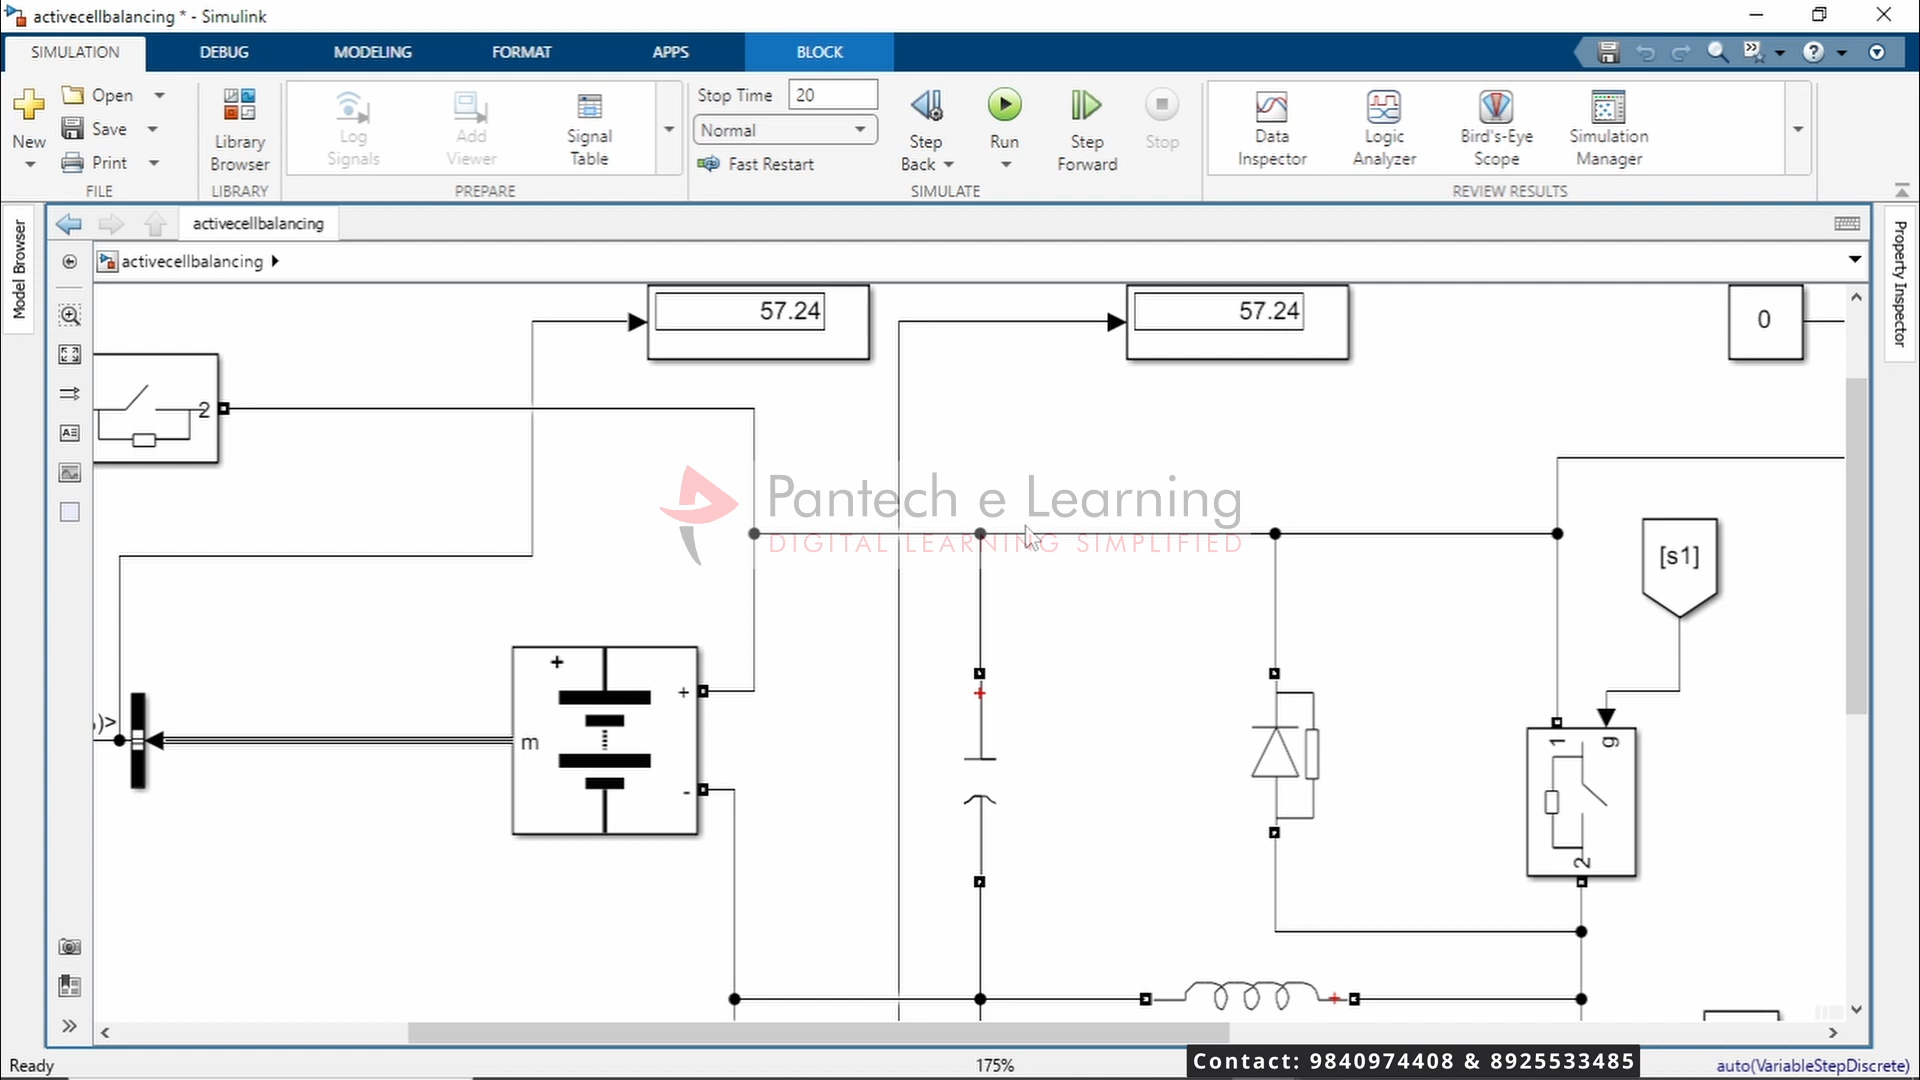 activecellbalancing * - Simulink
SIMULATION DEBUG MODELING FORMAT APPS BLOCK
New
Open
Save
Print
FILE
Library Browser
LIBRARY
Log Signals
Add Viewer
Signal Table
PREPARE
Stop Time 20
Normal
Fast Restart
Step Back
Run
Step Forward
Stop
SIMULATE
Data Inspector
Logic Analyzer
Bird's-Eye Scope
Simulation Manager
REVIEW RESULTS
Model Browser
Property Inspector
activecellbalancing
activecellbalancing
57.24
57.24
0
2
Pantech e Learning
DIGITAL LEARNING SIMPLIFIED
[s1]
+
+
m
-
)>
1
g
2
Ready
175%
Contact: 9840974408 & 8925533485
auto(VariableStepDiscrete)